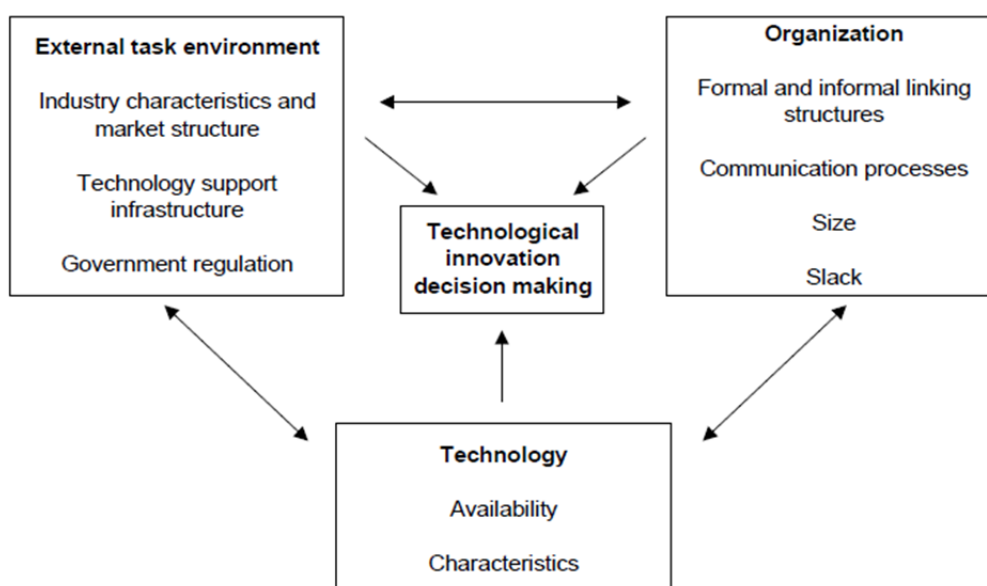 External task environment
Industry characteristics and
market structure
Technology support
infrastructure
Government regulation
Organization
Formal and informal linking
structures
Communication processes
Size
Slack
Technological
innovation
decision making
Technology
Availability
Characteristics